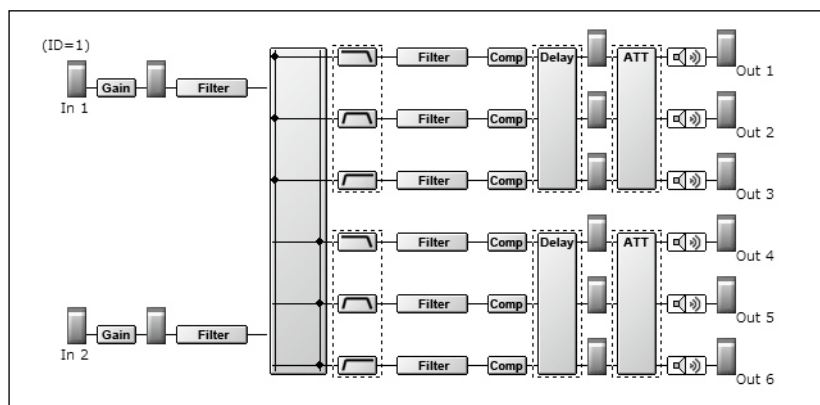 (ID=1)
In 1
Gain
Filter
Filter
Comp
Delay
ATT
Out 1
Filter
Comp
Out 2
Filter
Comp
Out 3
Filter
Comp
Delay
ATT
Out 4
Filter
Comp
Out 5
In 2
Gain
Filter
Filter
Comp
Out 6